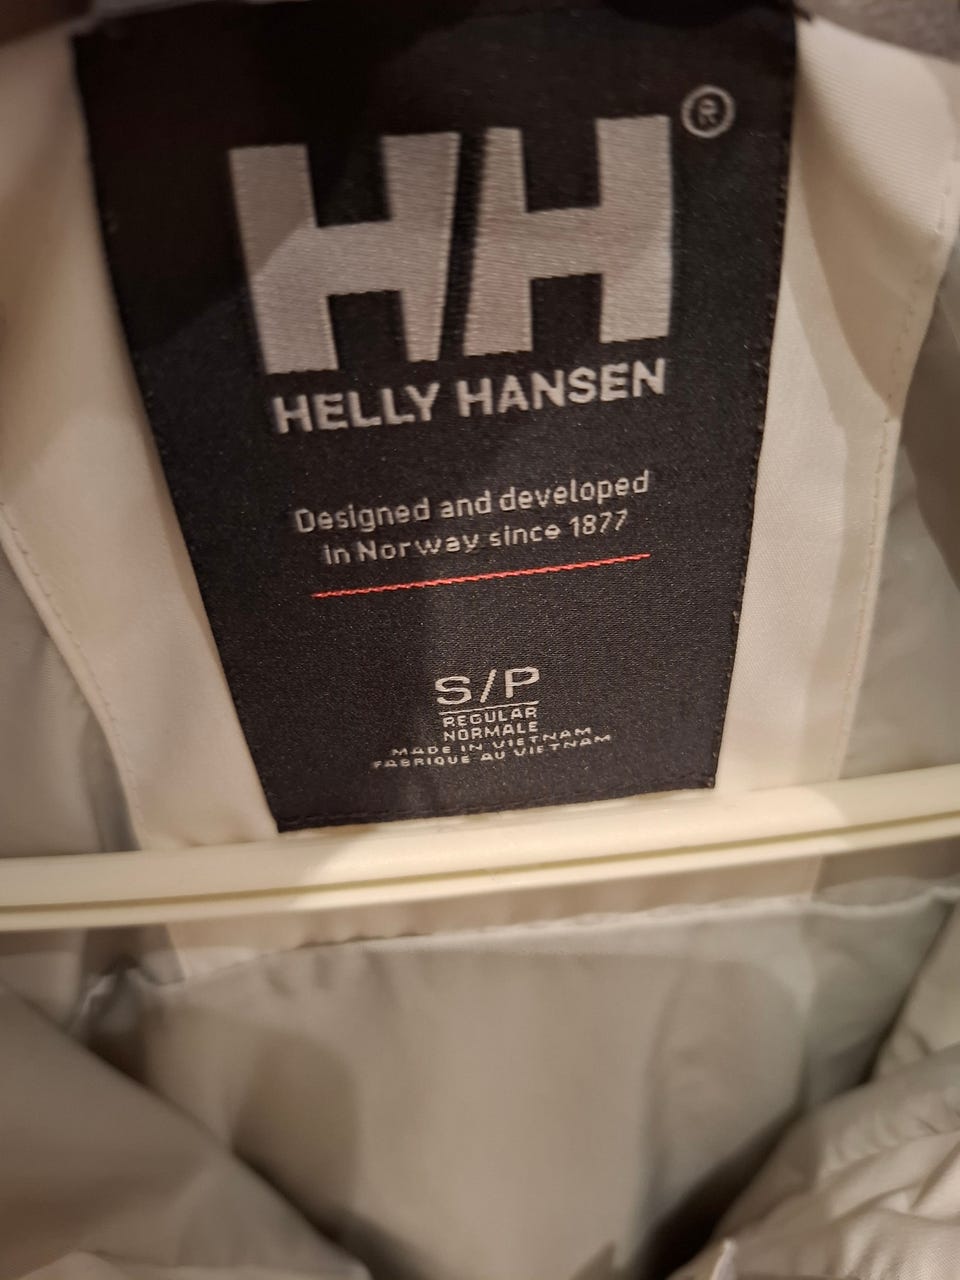 HH ®
HELLY HANSEN
Designed and developed
in Norway since 1877
S/P
REGULAR
NORMALE
MADE IN VIETNAM
FABRIQUE AU VIETNAM